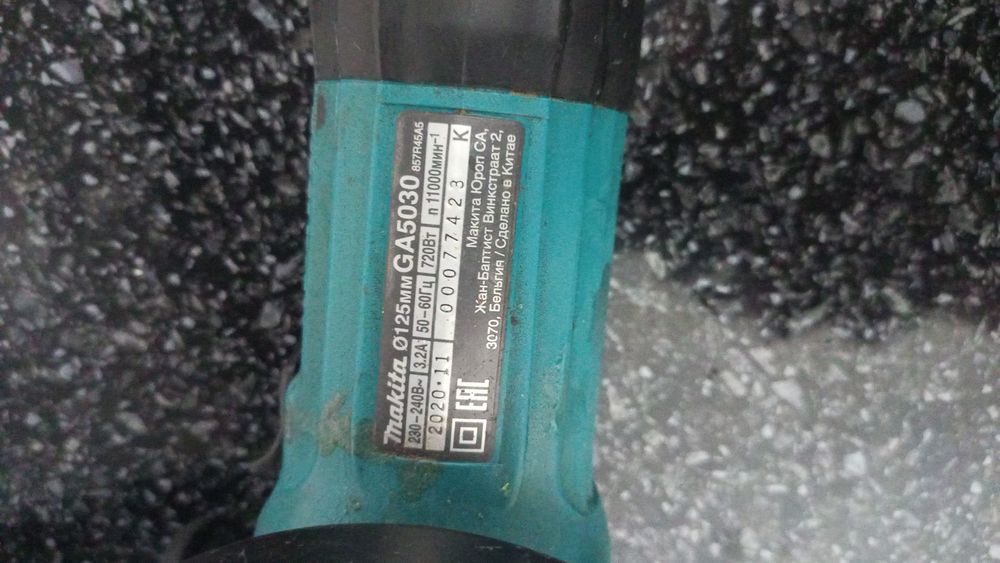 makita Ø125мм GA5030 857R45A5
230-240В~ 3.2А 50-60Гц 720Вт n 11000мин⁻¹
2020·11 00077423 K
EAC
Макита Юроп СА,
Жан-Баптист Винкстраат 2,
3070, Бельгия / Сделано в Китае